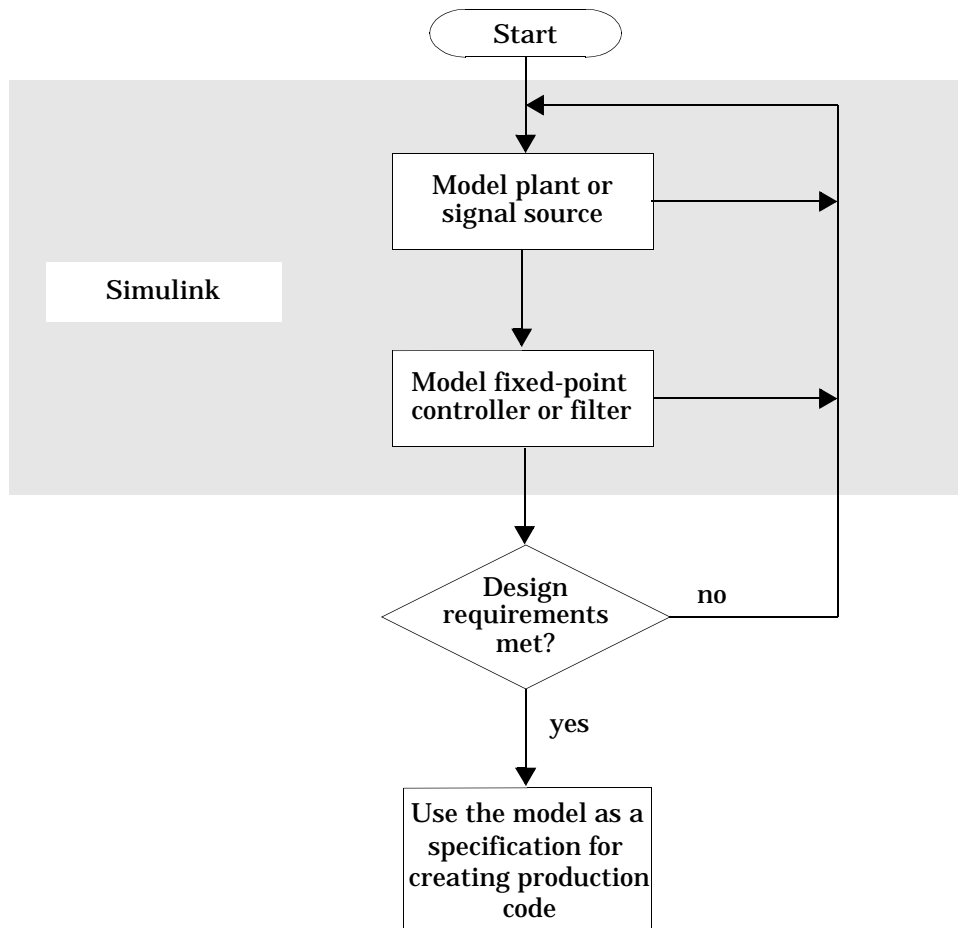 Start
Model plant or
signal source
Simulink
Model fixed-point
controller or filter
Design
requirements
met?
no
yes
Use the model as a
specification for
creating production
code